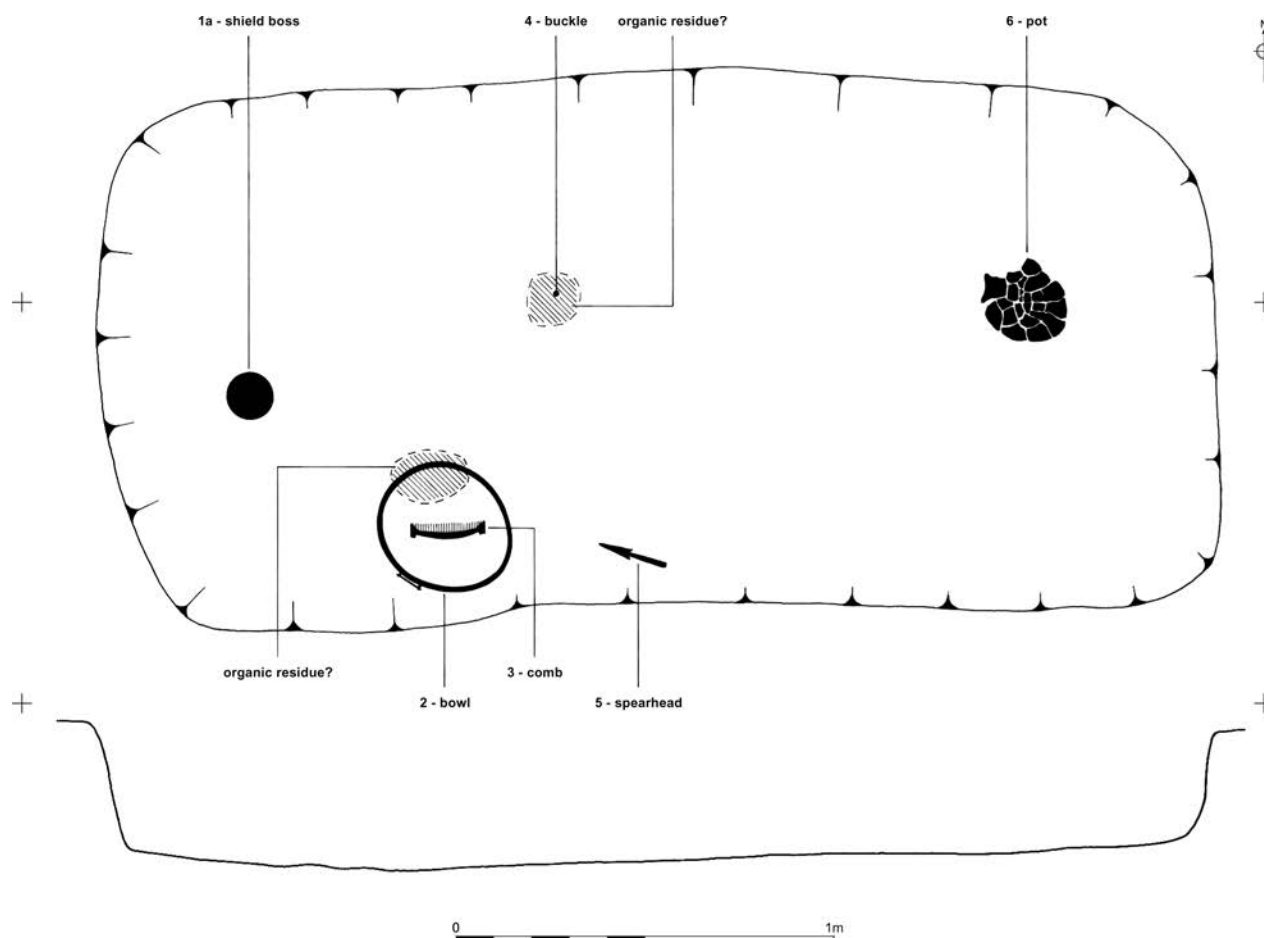 1a - shield boss
4 - buckle
organic residue?
6 - pot
N
organic residue?
3 - comb
2 - bowl
5 - spearhead
0
1m